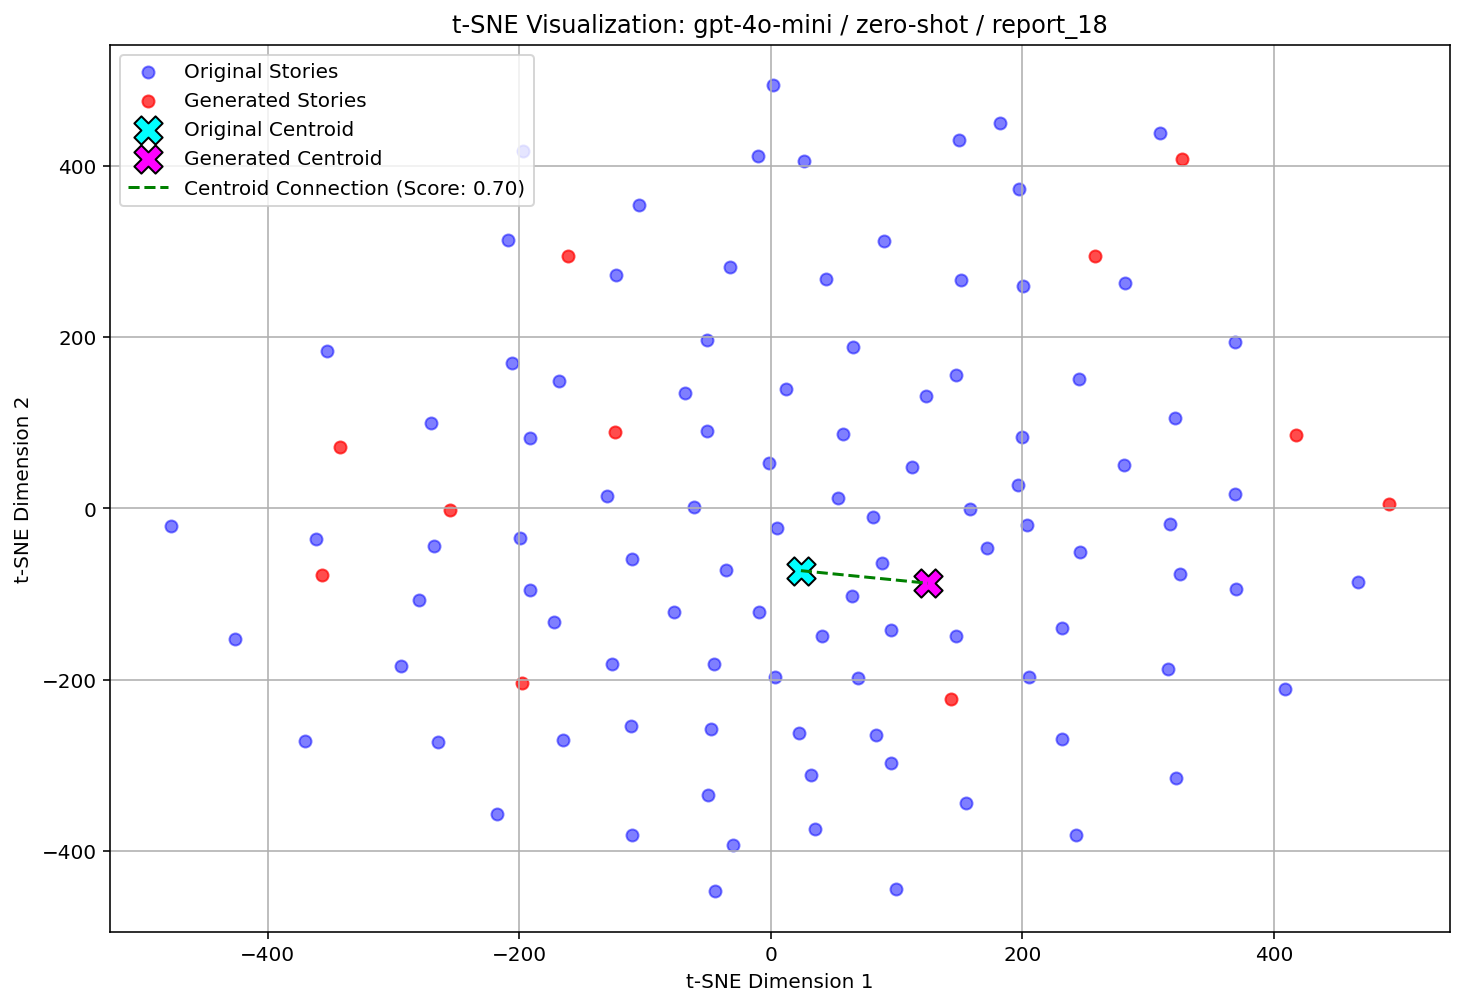 t-SNE Visualization: gpt-4o-mini / zero-shot / report_18
Original Stories
Generated Stories
Original Centroid
Generated Centroid
Centroid Connection (Score: 0.70)
400
200
0
−200
−400
t-SNE Dimension 2
−400
−200
0
200
400
t-SNE Dimension 1